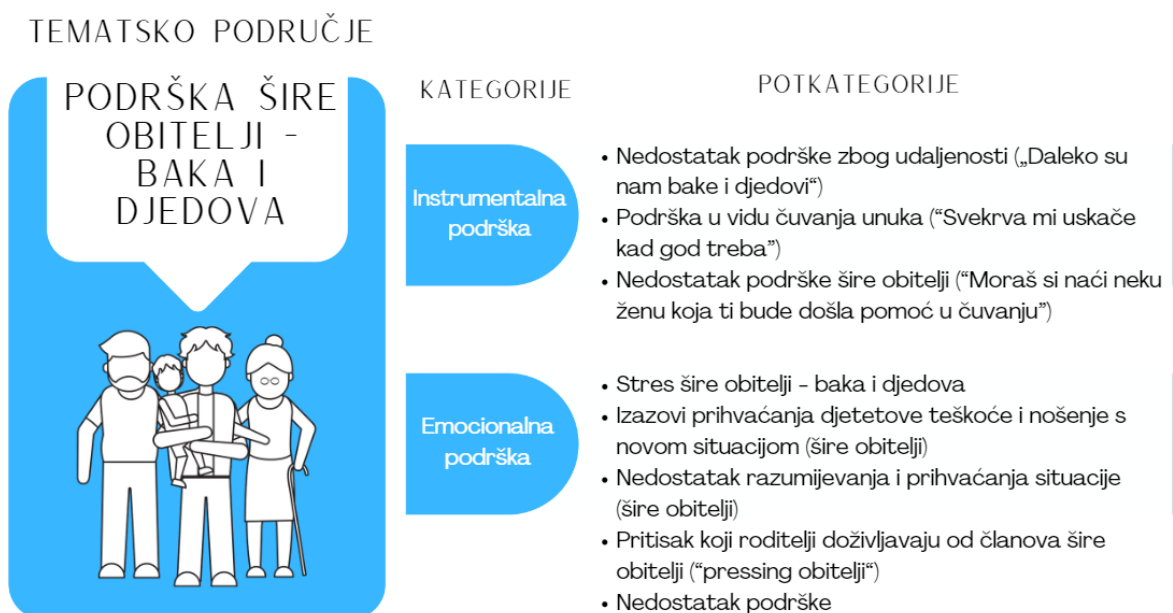 TEMATSKO PODRUČJE
PODRŠKA ŠIRE
OBITELJI -
BAKA I
DJEDOVA
KATEGORIJE
POTKATEGORIJE
Instrumentalna
podrška
• Nedostatak podrške zbog udaljenosti („Daleko su
nam bake i djedovi“)
• Podrška u vidu čuvanja unuka (“Svekrva mi uskače
kad god treba”)
• Nedostatak podrške šire obitelji (“Moraš si naći neku
ženu koja ti bude došla pomoć u čuvanju”)
Emocionalna
podrška
• Stres šire obitelji - baka i djedova
• Izazovi prihvaćanja djetetove teškoće i nošenje s
novom situacijom (šire obitelji)
• Nedostatak razumijevanja i prihvaćanja situacije
(šire obitelji)
• Pritisak koji roditelji doživljavaju od članova šire
obitelji (“pressing obitelji“)
• Nedostatak podrške